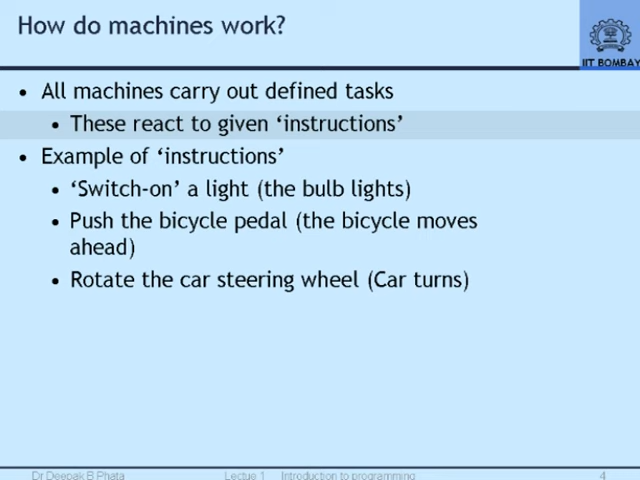 How do machines work?
IIT BOMBAY
• All machines carry out defined tasks
• These react to given ‘instructions’
• Example of ‘instructions’
• ‘Switch-on’ a light (the bulb lights)
• Push the bicycle pedal (the bicycle moves
ahead)
• Rotate the car steering wheel (Car turns)
Dr Deepak B Phata
Lectue 1 Introduction to programming
4